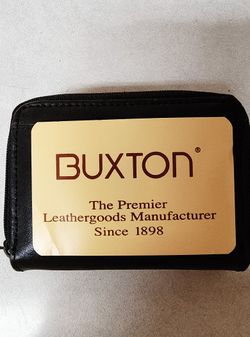 BUXTON®
The Premier
Leathergoods Manufacturer
Since 1898